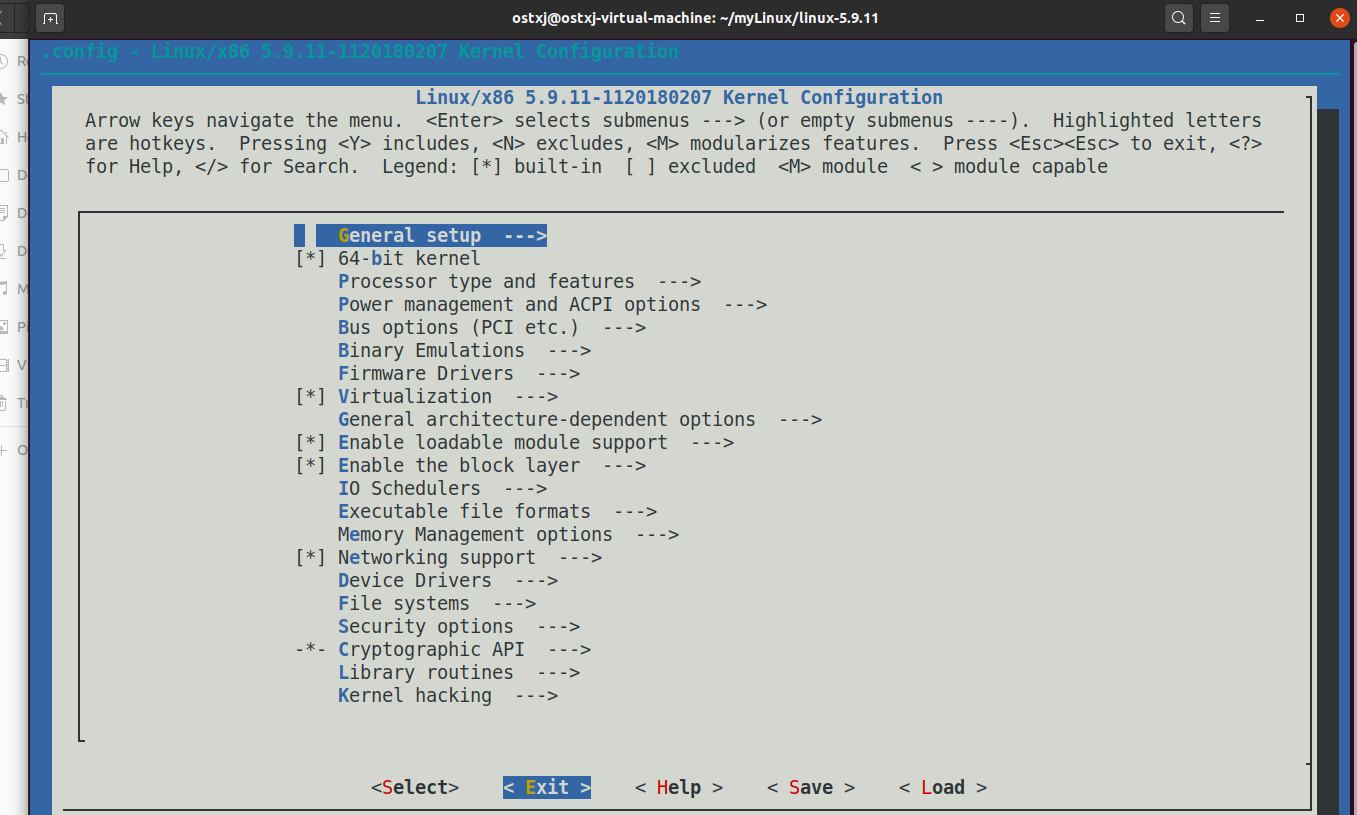 ostxj@ostxj-virtual-machine: ~/myLinux/linux-5.9.11
.config - Linux/x86 5.9.11-1120180207 Kernel Configuration
Linux/x86 5.9.11-1120180207 Kernel Configuration
Arrow keys navigate the menu.  <Enter> selects submenus ---> (or empty submenus ----).  Highlighted letters
are hotkeys.  Pressing <Y> includes, <N> excludes, <M> modularizes features.  Press <Esc><Esc> to exit, <?>
for Help, </> for Search.  Legend: [*] built-in  [ ] excluded  <M> module  < > module capable
General setup  --->
[*] 64-bit kernel
Processor type and features  --->
Power management and ACPI options  --->
Bus options (PCI etc.)  --->
Binary Emulations  --->
Firmware Drivers  --->
[*] Virtualization  --->
General architecture-dependent options  --->
[*] Enable loadable module support  --->
[*] Enable the block layer  --->
IO Schedulers  --->
Executable file formats  --->
Memory Management options  --->
[*] Networking support  --->
Device Drivers  --->
File systems  --->
Security options  --->
-*- Cryptographic API  --->
Library routines  --->
Kernel hacking  --->
<Select>    < Exit >    < Help >    < Save >    < Load >